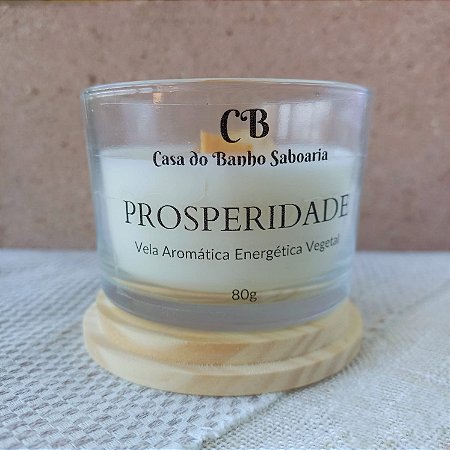 CB
Casa do Banho Saboaria
PROSPERIDADE
Vela Aromática Energética Vegetal
80g